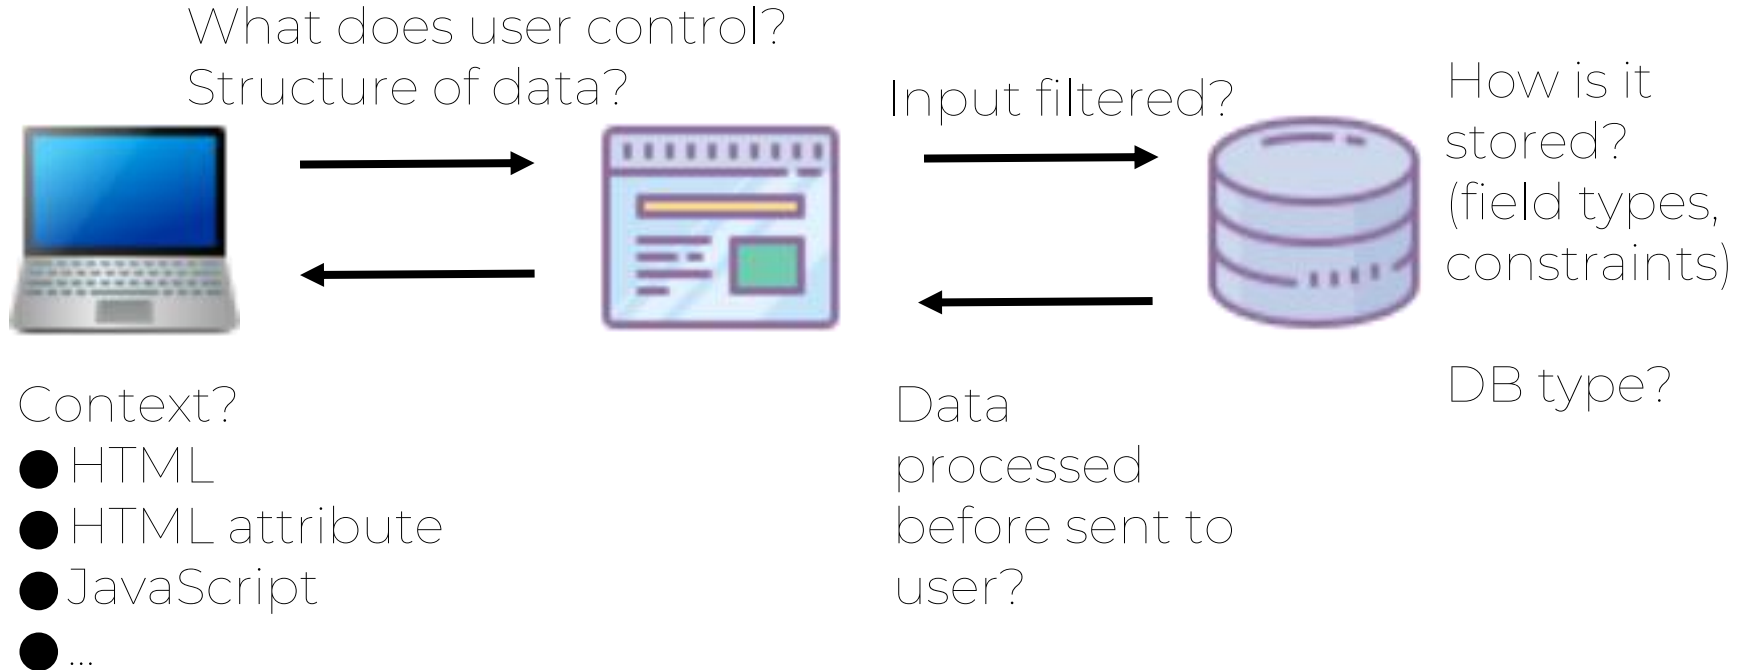 What does user control?
Structure of data?
Input filtered?
How is it
stored?
(field types,
constraints)
DB type?
Context?
● HTML
● HTML attribute
● JavaScript
● ...
Data
processed
before sent to
user?